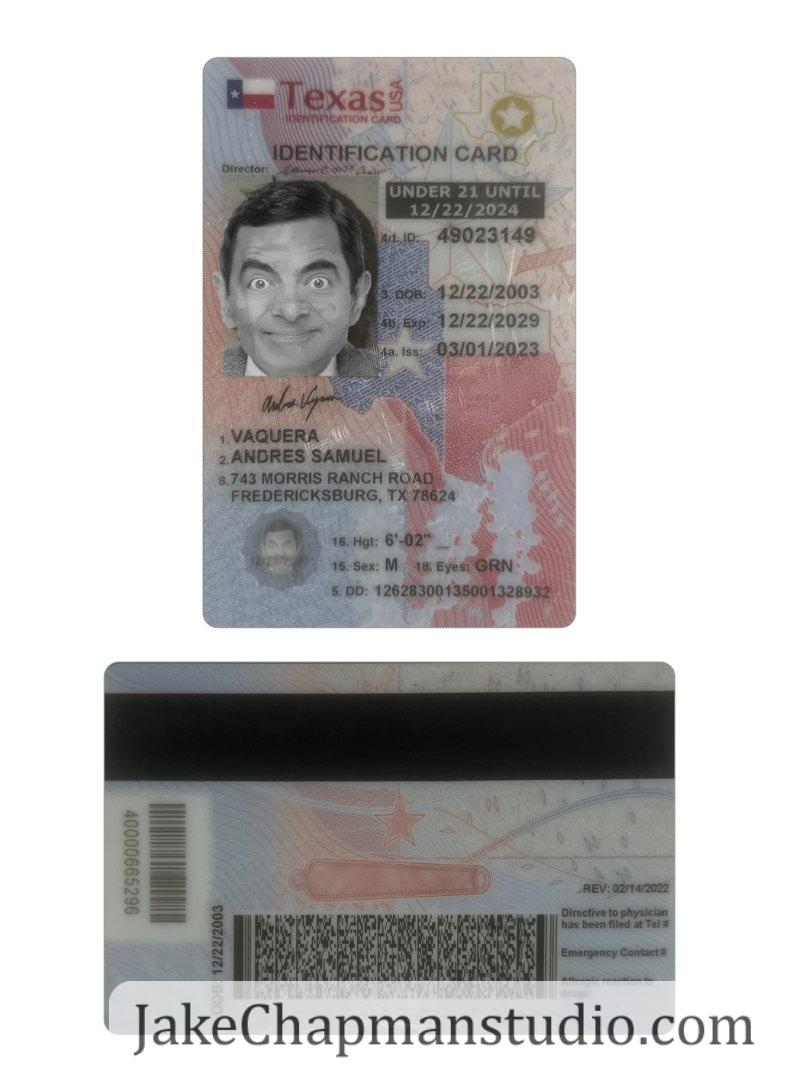 Texas USA
IDENTIFICATION CARD
IDENTIFICATION CARD
Director:
UNDER 21 UNTIL
12/22/2024
4d. ID: 49023149
3. DOB: 12/22/2003
4b. Exp: 12/22/2029
4a. Iss: 03/01/2023
1. VAQUERA
2. ANDRES SAMUEL
8. 743 MORRIS RANCH ROAD
FREDERICKSBURG, TX 78624
16. Hgt: 6'-02"
15. Sex: M 18. Eyes: GRN
5. DD: 12628300135001328932
40000665296
DOB: 12/22/2003
REV: 02/14/2022
Directive to physician
has been filed at Tel #
Emergency Contact #
Allergic reaction to
drugs:
JakeChapmanstudio.com